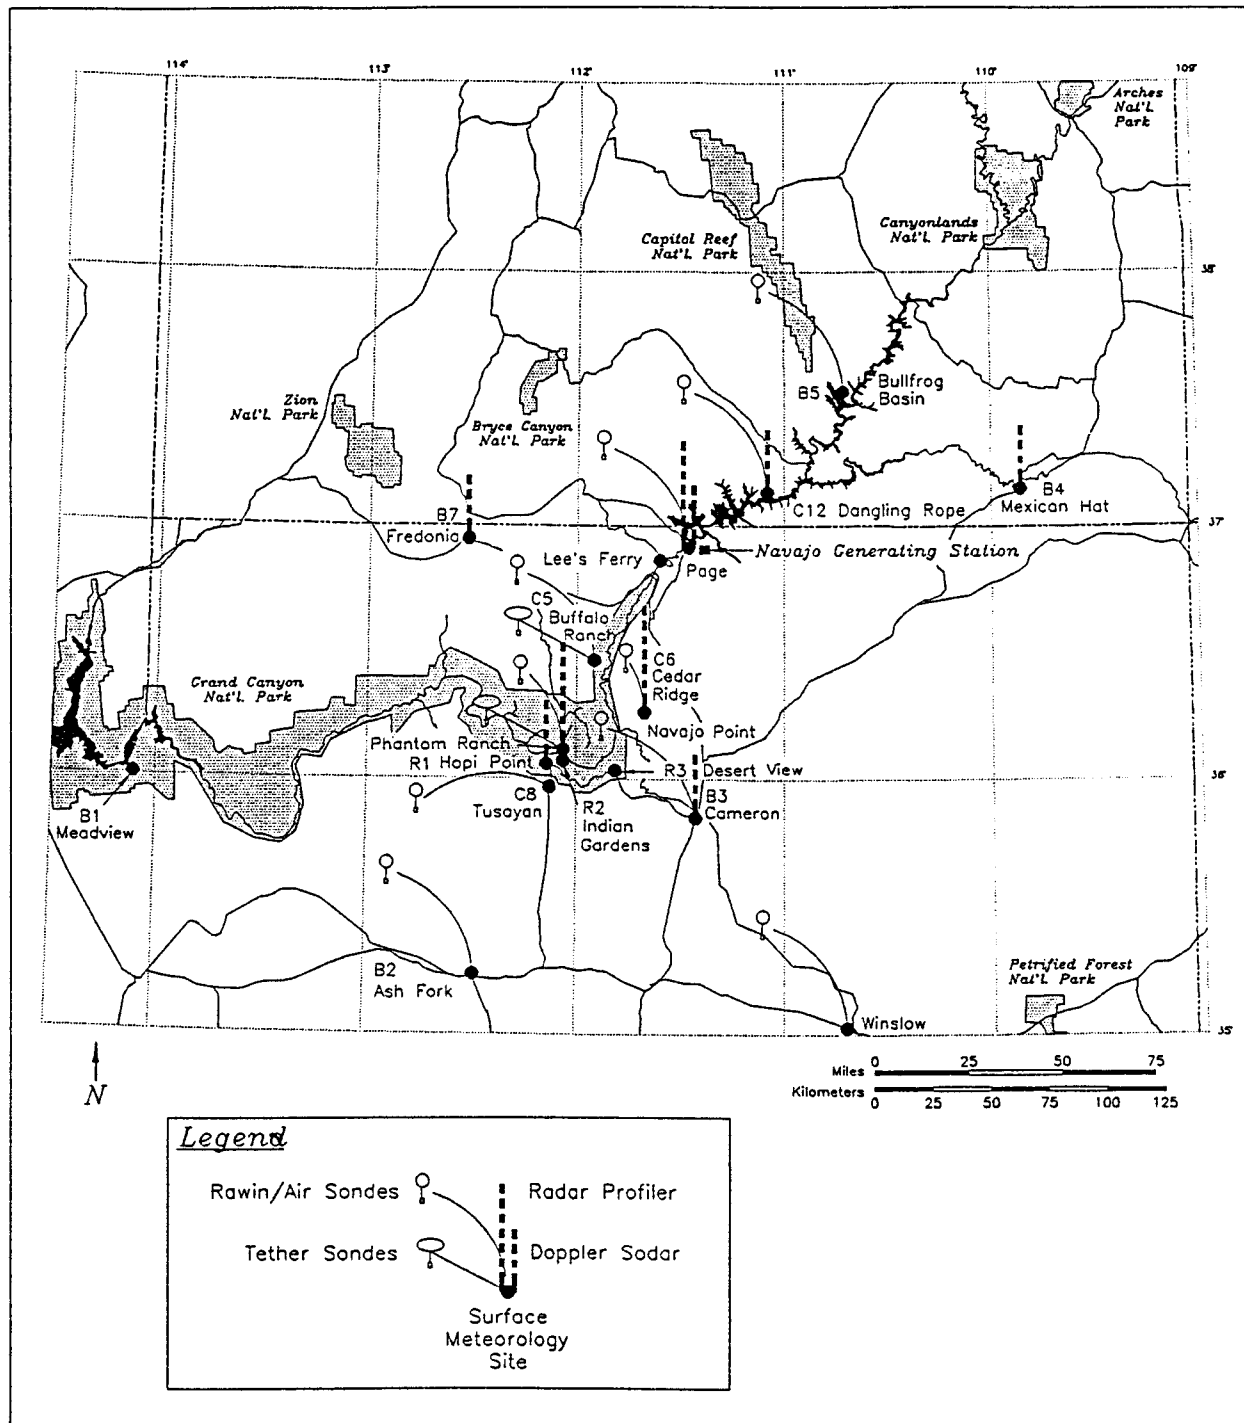 114°
113°
112°
111°
110°
109°
Arches
Nat'l.
Park
Canyonlands
Nat'l. Park
Capitol Reef
Nat'l. Park
38°
Zion
Nat'l. Park
Bryce Canyon
Nat'l. Park
B5
Bullfrog
Basin
B7
Fredonia
C12 Dangling Rope
B4
Mexican Hat
37°
Lee's Ferry
Page
Navajo Generating Station
C5
Buffalo
Ranch
C6
Cedar
Ridge
Grand Canyon
Nat'l. Park
Navajo Point
Phantom Ranch
R1 Hopi Point
R3 Desert View
36°
B1
Meadview
C8
Tusayan
R2
Indian
Gardens
B3
Cameron
B2
Ash Fork
Petrified Forest
Nat'l. Park
Winslow
35°
N
Miles 0 25 50 75
Kilometers 0 25 50 75 100 125
Legend
Rawin/Air Sondes
Radar Profiler
Tether Sondes
Doppler Sodar
Surface
Meteorology
Site